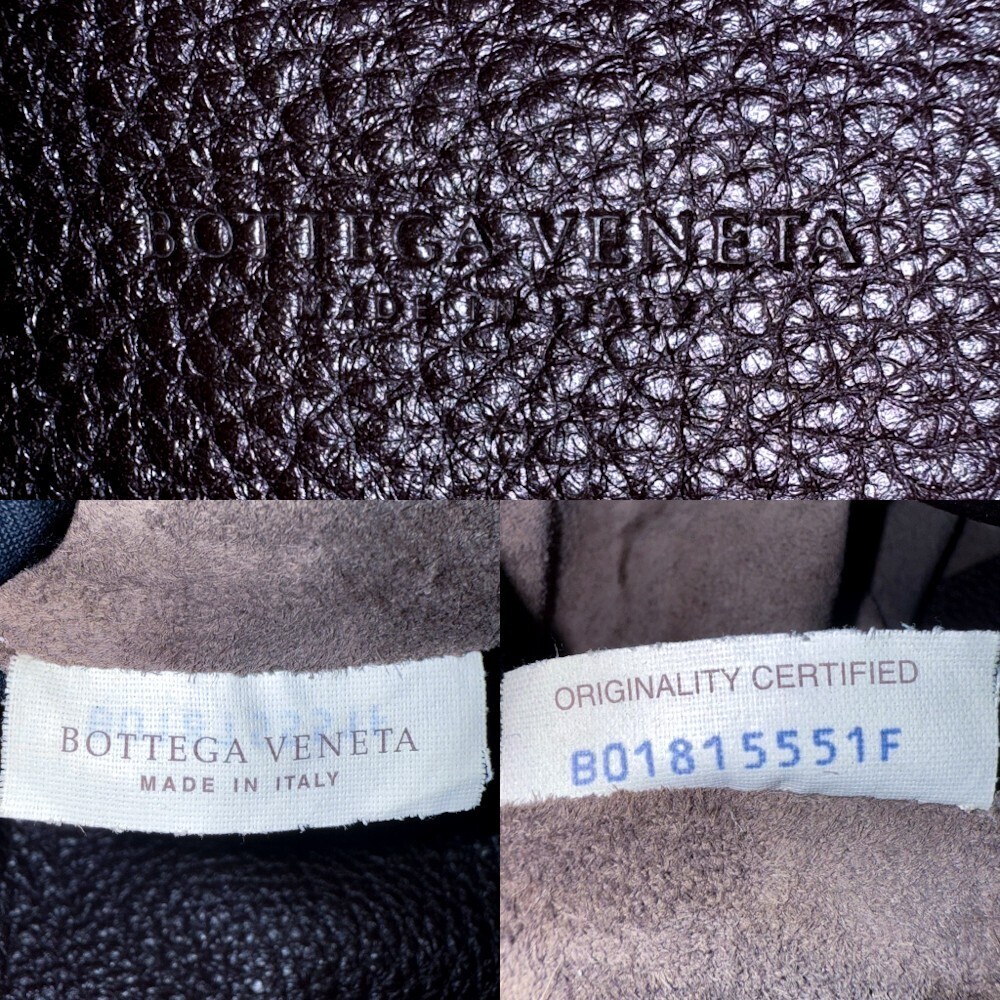 BOTTEGA VENETA
MADE IN ITALY
BOTTEGA VENETA
MADE IN ITALY
ORIGINALITY CERTIFIED
B01815551F